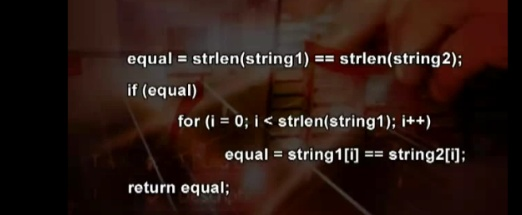 equal = strlen(string1) == strlen(string2);
if (equal)
for (i = 0; i < strlen(string1); i++)
equal = string1[i] == string2[i];
return equal;